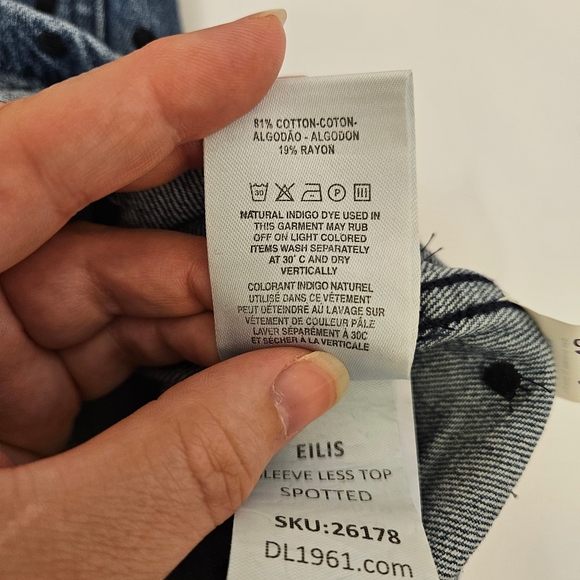 81% COTTON-COTON-
ALGODÃO - ALGODON
19% RAYON
30 P
NATURAL INDIGO DYE USED IN
THIS GARMENT MAY RUB
OFF ON LIGHT COLORED
ITEMS WASH SEPARATELY
AT 30° C AND DRY
VERTICALLY
COLORANT INDIGO NATUREL
UTILISÉ DANS CE VÊTEMENT
PEUT DÉTEINDRE AU LAVAGE SUR
VÊTEMENT DE COULEUR PÂLE
LAVER SÉPARÉMENT À 30C
ET SÉCHER À LA VERTICALE
EILIS
LEEVE LESS TOP
SPOTTED
SKU:26178
DL1961.com